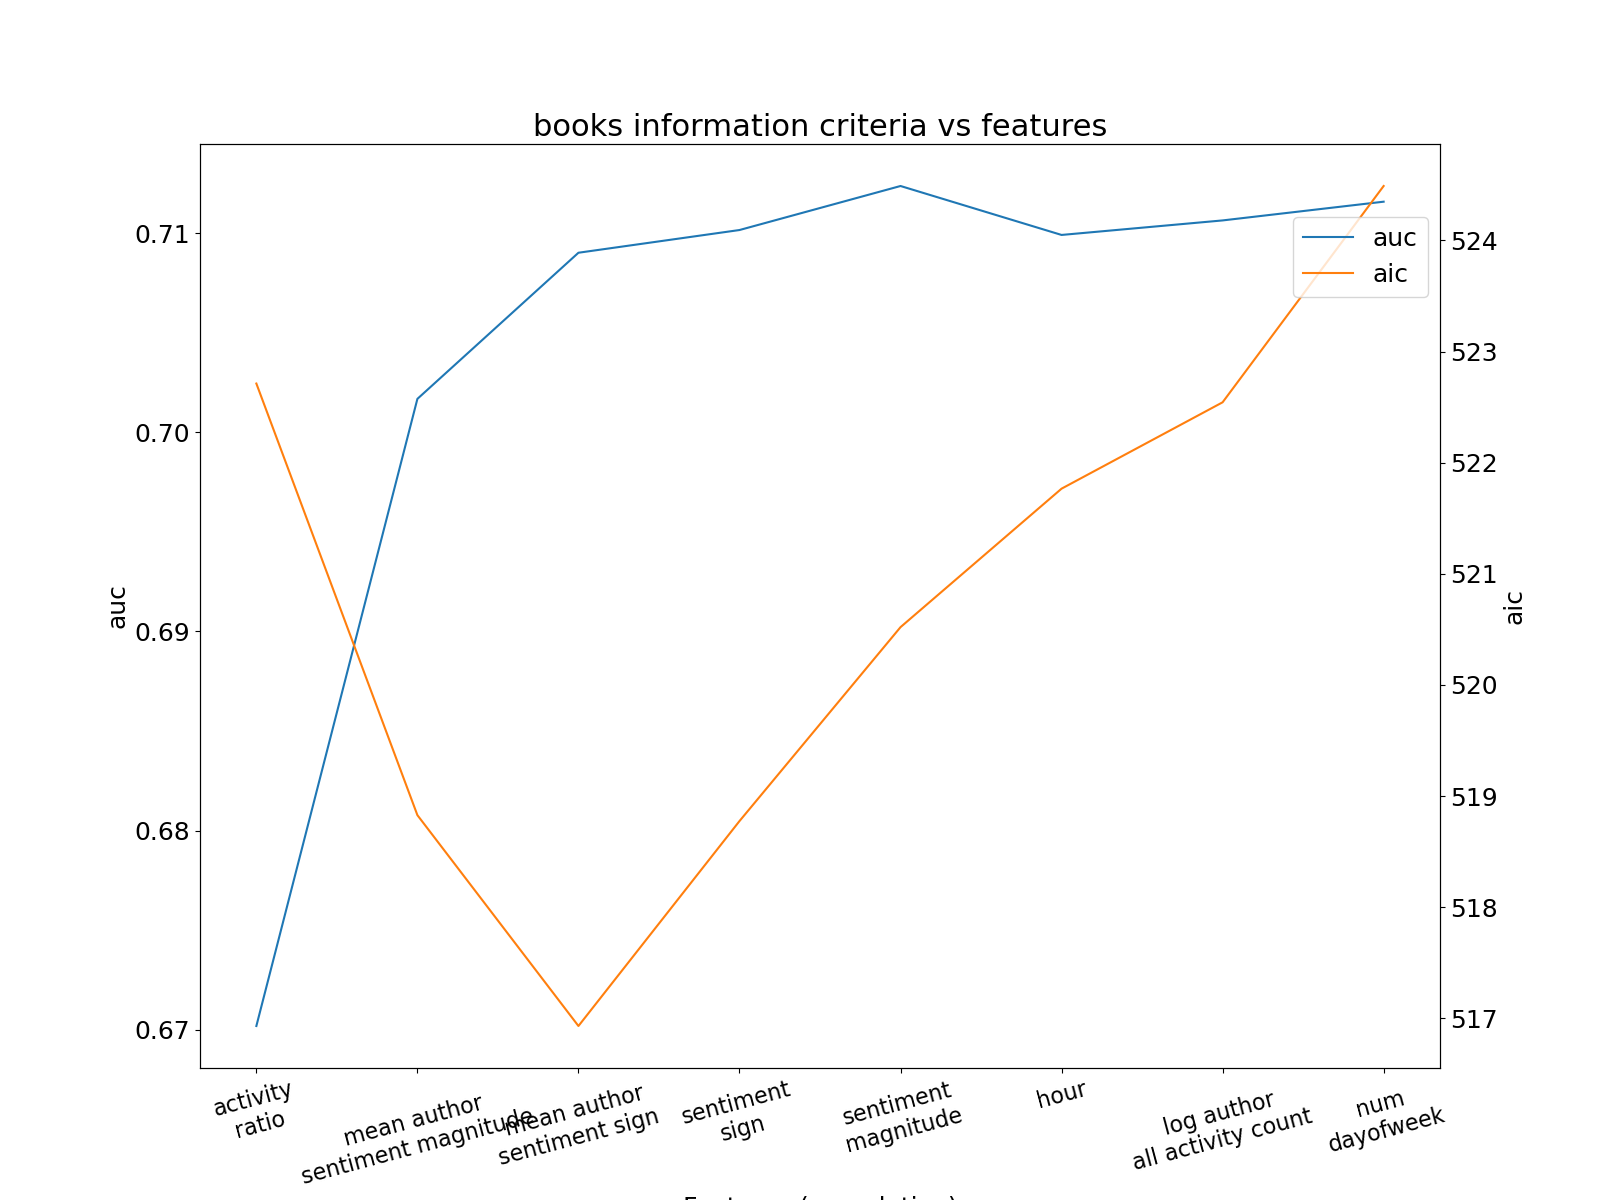 books information criteria vs features
auc
aic
0.71
0.70
0.69
0.68
0.67
auc
524
523
522
521
520
519
518
517
aic
activity
ratio
mean author
sentiment magnitude
mean author
sentiment sign
sentiment
sign
sentiment
magnitude
hour
log author
all activity count
num
dayofweek